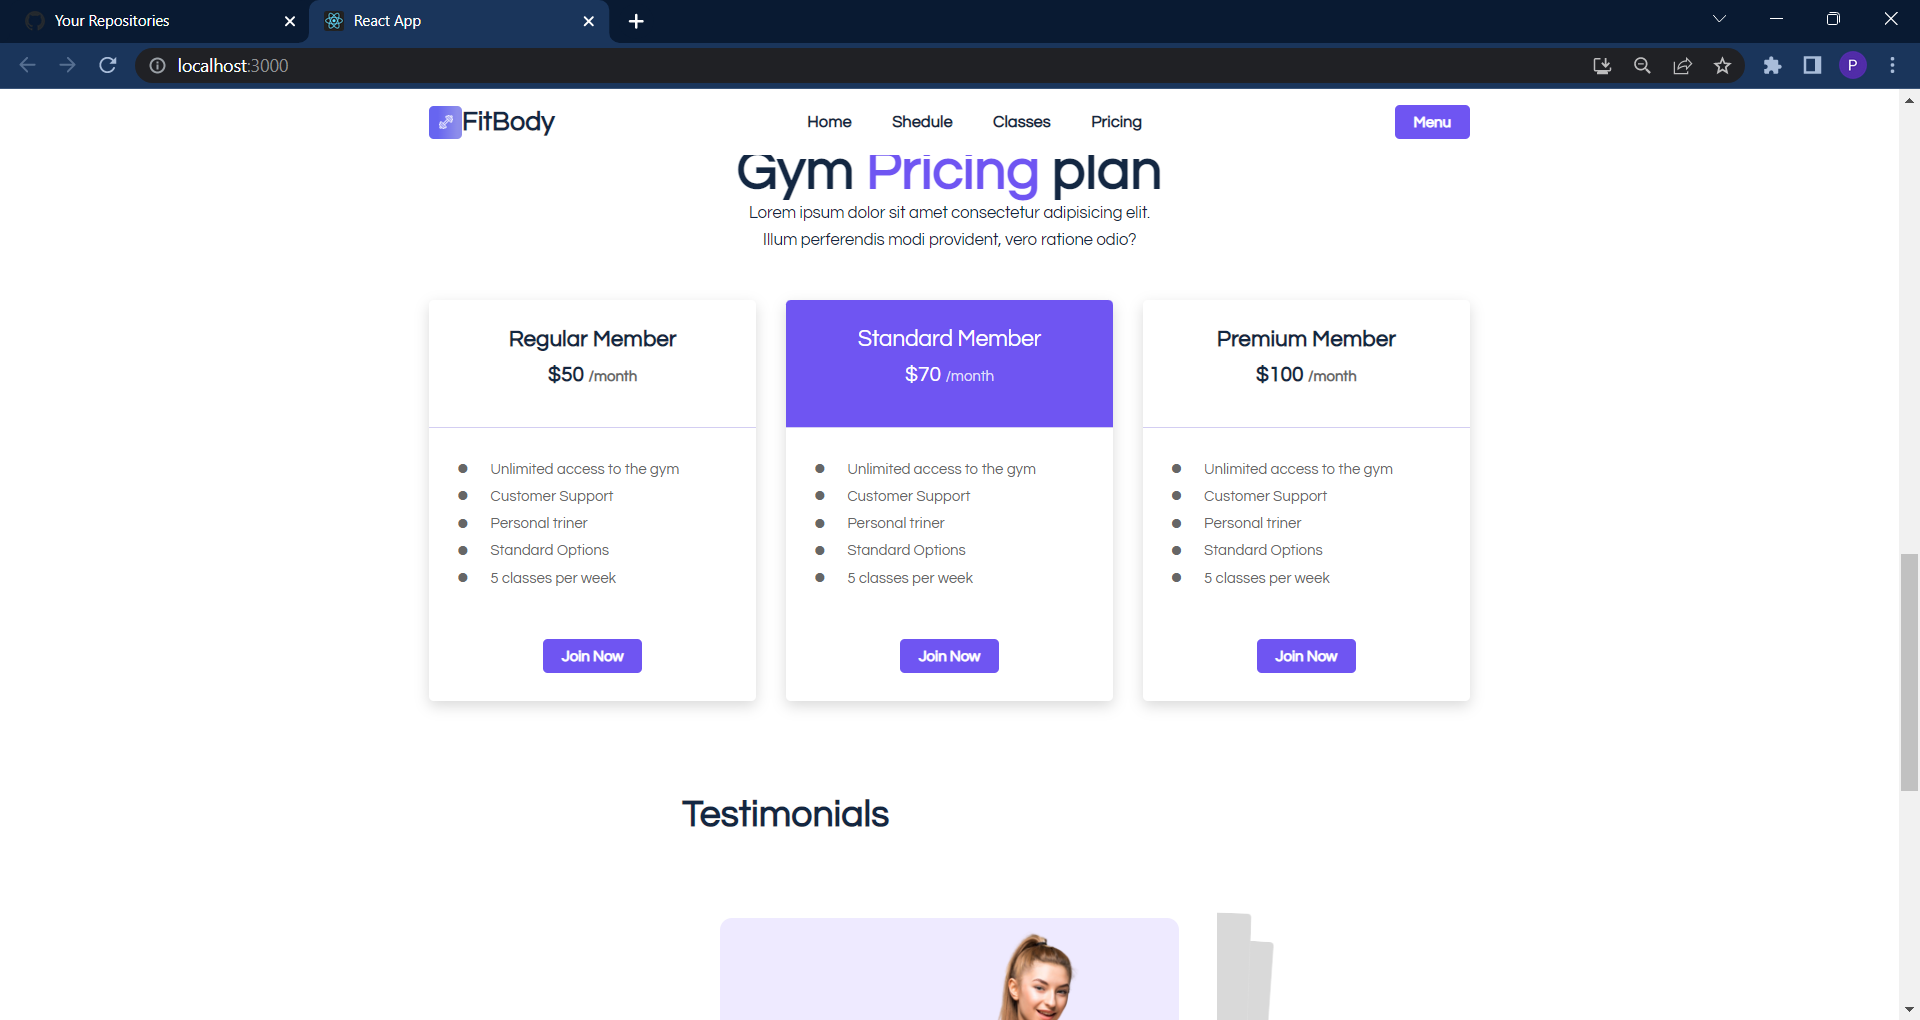 Your Repositories
React App
localhost:3000
P
FitBody
Home
Shedule
Classes
Pricing
Menu
Gym Pricing plan
Lorem ipsum dolor sit amet consectetur adipisicing elit.
Illum perferendis modi provident, vero ratione odio?
Regular Member
$50 /month
Unlimited access to the gym
Customer Support
Personal triner
Standard Options
5 classes per week
Join Now
Standard Member
$70 /month
Unlimited access to the gym
Customer Support
Personal triner
Standard Options
5 classes per week
Join Now
Premium Member
$100 /month
Unlimited access to the gym
Customer Support
Personal triner
Standard Options
5 classes per week
Join Now
Testimonials